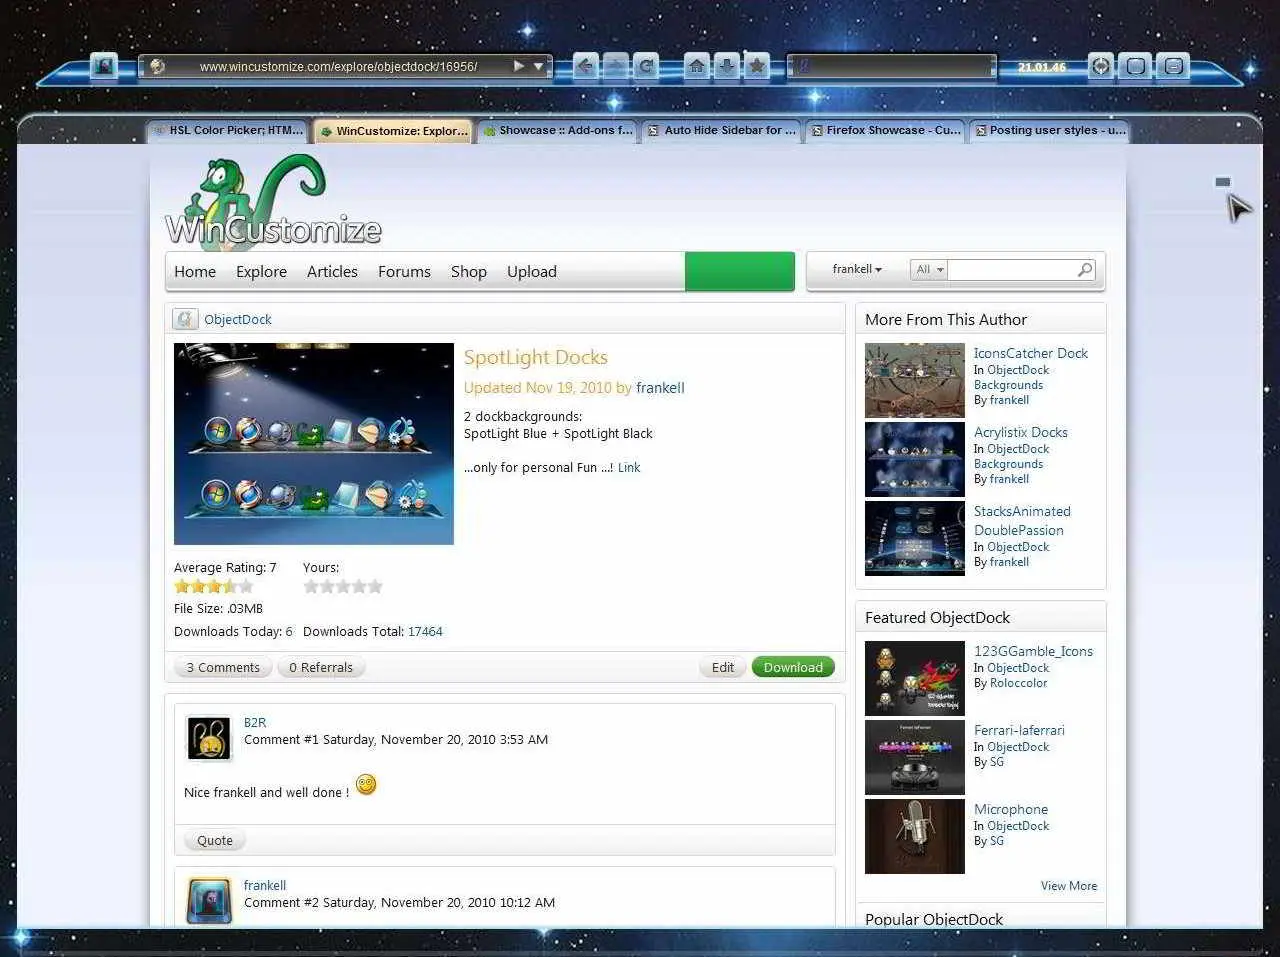 www.wincustomize.com/explore/objectdock/16956/
21.01.46
HSL Color Picker; HTM...
WinCustomize: Explor...
Showcase :: Add-ons f...
Auto Hide Sidebar for ...
Firefox Showcase - Cu...
Posting user styles - u...
WinCustomize
Home Explore Articles Forums Shop Upload
frankell All
ObjectDock
SpotLight Docks
Updated Nov 19, 2010 by frankell
2 dockbackgrounds:
SpotLight Blue + SpotLight Black
...only for personal Fun ...! Link
Average Rating: 7 Yours:
File Size: .03MB
Downloads Today: 6 Downloads Total: 17464
3 Comments 0 Referrals Edit Download
B2R
Comment #1 Saturday, November 20, 2010 3:53 AM
Nice frankell and well done !
Quote
frankell
Comment #2 Saturday, November 20, 2010 10:12 AM
More From This Author
IconsCatcher Dock
In ObjectDock
Backgrounds
By frankell
Acrylistix Docks
In ObjectDock
Backgrounds
By frankell
StacksAnimated
DoublePassion
In ObjectDock
By frankell
Featured ObjectDock
123GGamble_Icons
In ObjectDock
By Roloccolor
Ferrari-laferrari
In ObjectDock
By SG
Microphone
In ObjectDock
By SG
View More
Popular ObjectDock